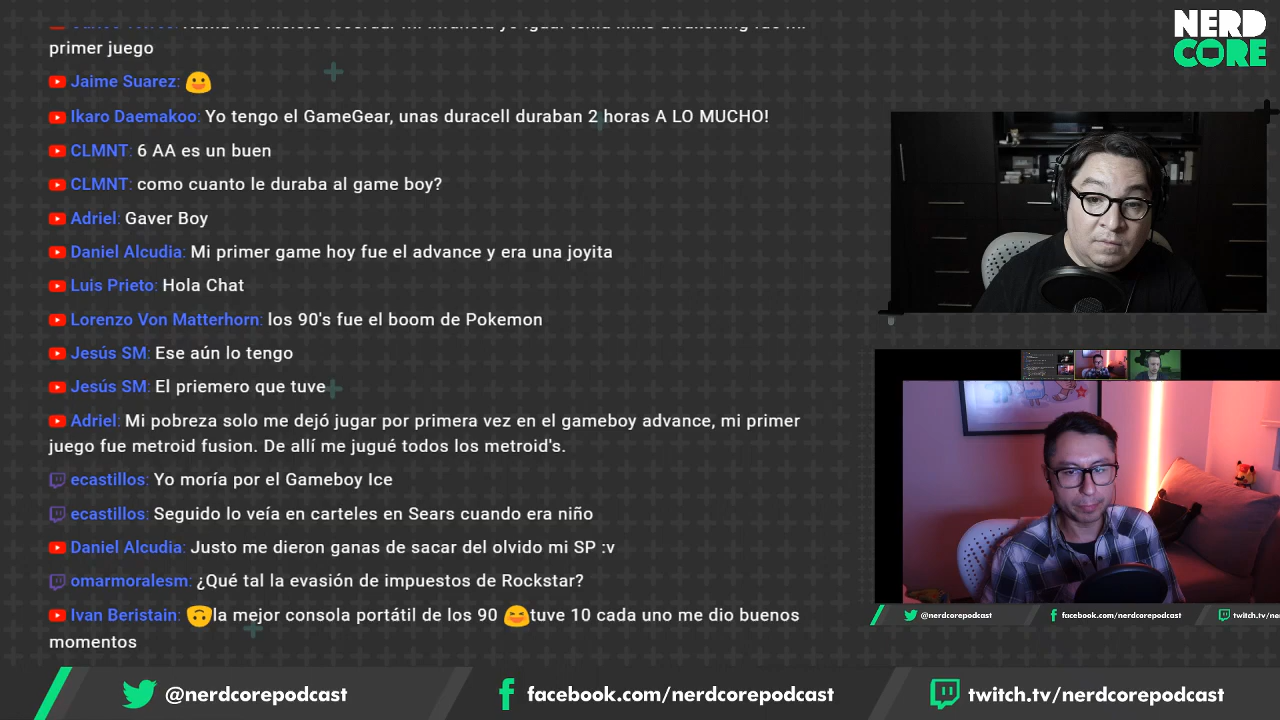 primer juego
Jaime Suarez:
Ikaro Daemakoo: Yo tengo el GameGear, unas duracell duraban 2 horas A LO MUCHO!
CLMNT: 6 AA es un buen
CLMNT: como cuanto le duraba al game boy?
Adriel: Gaver Boy
Daniel Alcudia: Mi primer game hoy fue el advance y era una joyita
Luis Prieto: Hola Chat
Lorenzo Von Matterhorn: los 90's fue el boom de Pokemon
Jesús SM: Ese aún lo tengo
Jesús SM: El priemero que tuve
Adriel: Mi pobreza solo me dejó jugar por primera vez en el gameboy advance, mi primer
juego fue metroid fusion. De allí me jugué todos los metroid's.
ecastillos: Yo moría por el Gameboy Ice
ecastillos: Seguido lo veía en carteles en Sears cuando era niño
Daniel Alcudia: Justo me dieron ganas de sacar del olvido mi SP :v
omarmoralesm: ¿Qué tal la evasión de impuestos de Rockstar?
Ivan Beristain: 🙃la mejor consola portátil de los 90 😆tuve 10 cada uno me dio buenos
momentos
NERD
CORE
@nerdcorepodcast facebook.com/nerdcorepodcast twitch.tv/ne
@nerdcorepodcast facebook.com/nerdcorepodcast twitch.tv/nerdcorepodcast